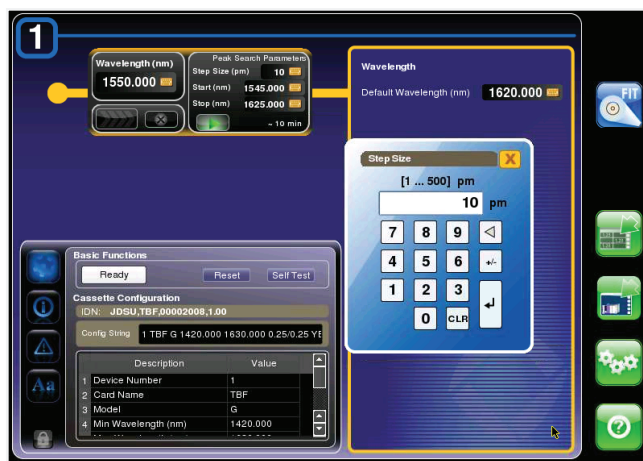 1
Wavelength (nm)
1550.000
Peak Search Parameters
Step Size (pm) 10
Start (nm) 1545.000
Stop (nm) 1625.000
~ 10 min
Wavelength
Default Wavelength (nm) 1620.000
FIT
Step Size X
[1 ... 500] pm
10 pm
7 8 9
4 5 6 +/-
1 2 3
0 CLR
Basic Functions
Ready Reset Self Test
Cassette Configuration
IDN: JDSU,TBF,00002008,1.00
Config String 1 TBF G 1420.000 1630.000 0.25/0.25
Description Value
1 Device Number 1
2 Card Name TBF
3 Model G
4 Min Wavelength (nm) 1420.000
Aa
?